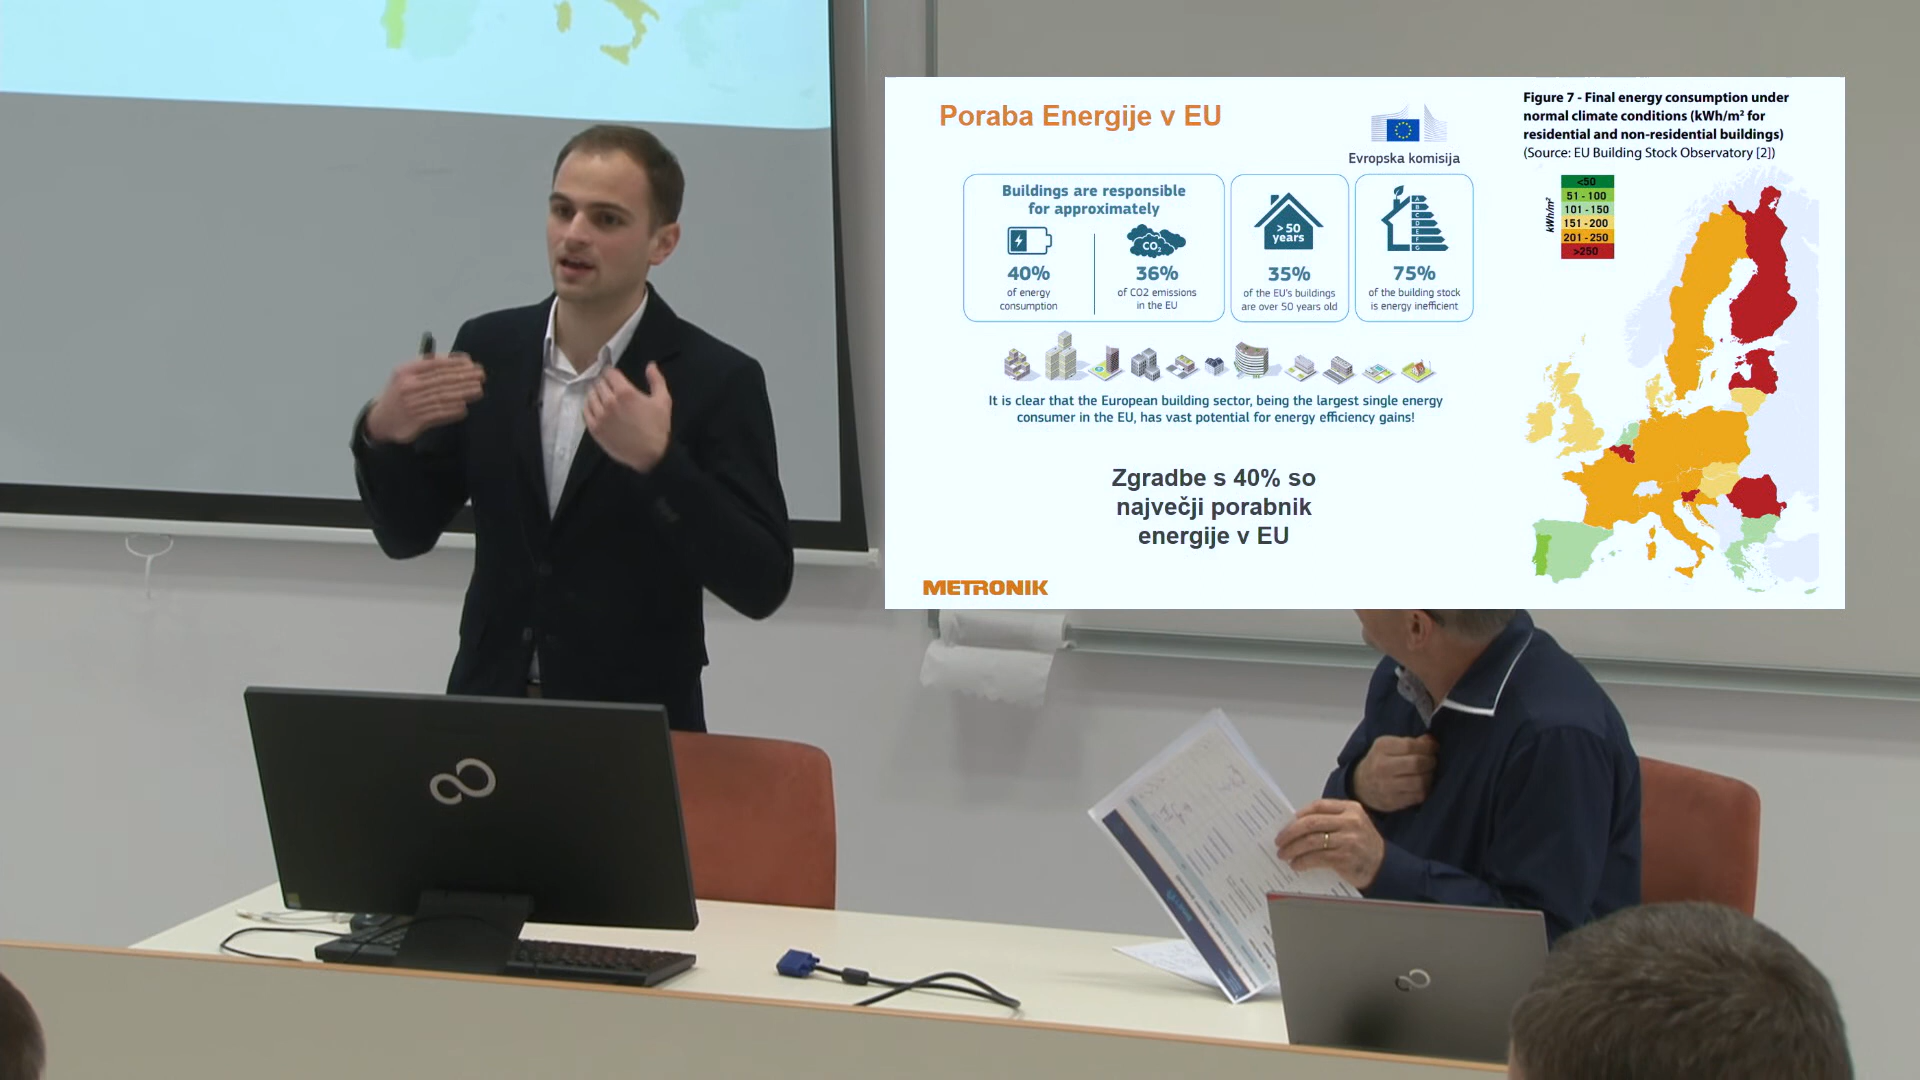 Poraba Energije v EU
Evropska komisija
Buildings are responsible
for approximately
40%
of energy
consumption
CO₂
36%
of CO2 emissions
in the EU
>50
years
35%
of the EU's buildings
are over 50 years old
A
B
C
D
E
F
G
75%
of the building stock
is energy inefficient
It is clear that the European building sector, being the largest single energy
consumer in the EU, has vast potential for energy efficiency gains!
Zgradbe s 40% so
največji porabnik
energije v EU
METRONIK
Figure 7 - Final energy consumption under
normal climate conditions (kWh/m² for
residential and non-residential buildings)
(Source: EU Building Stock Observatory [2])
kWh/m²
<50
51 - 100
101 - 150
151 - 200
201 - 250
>250